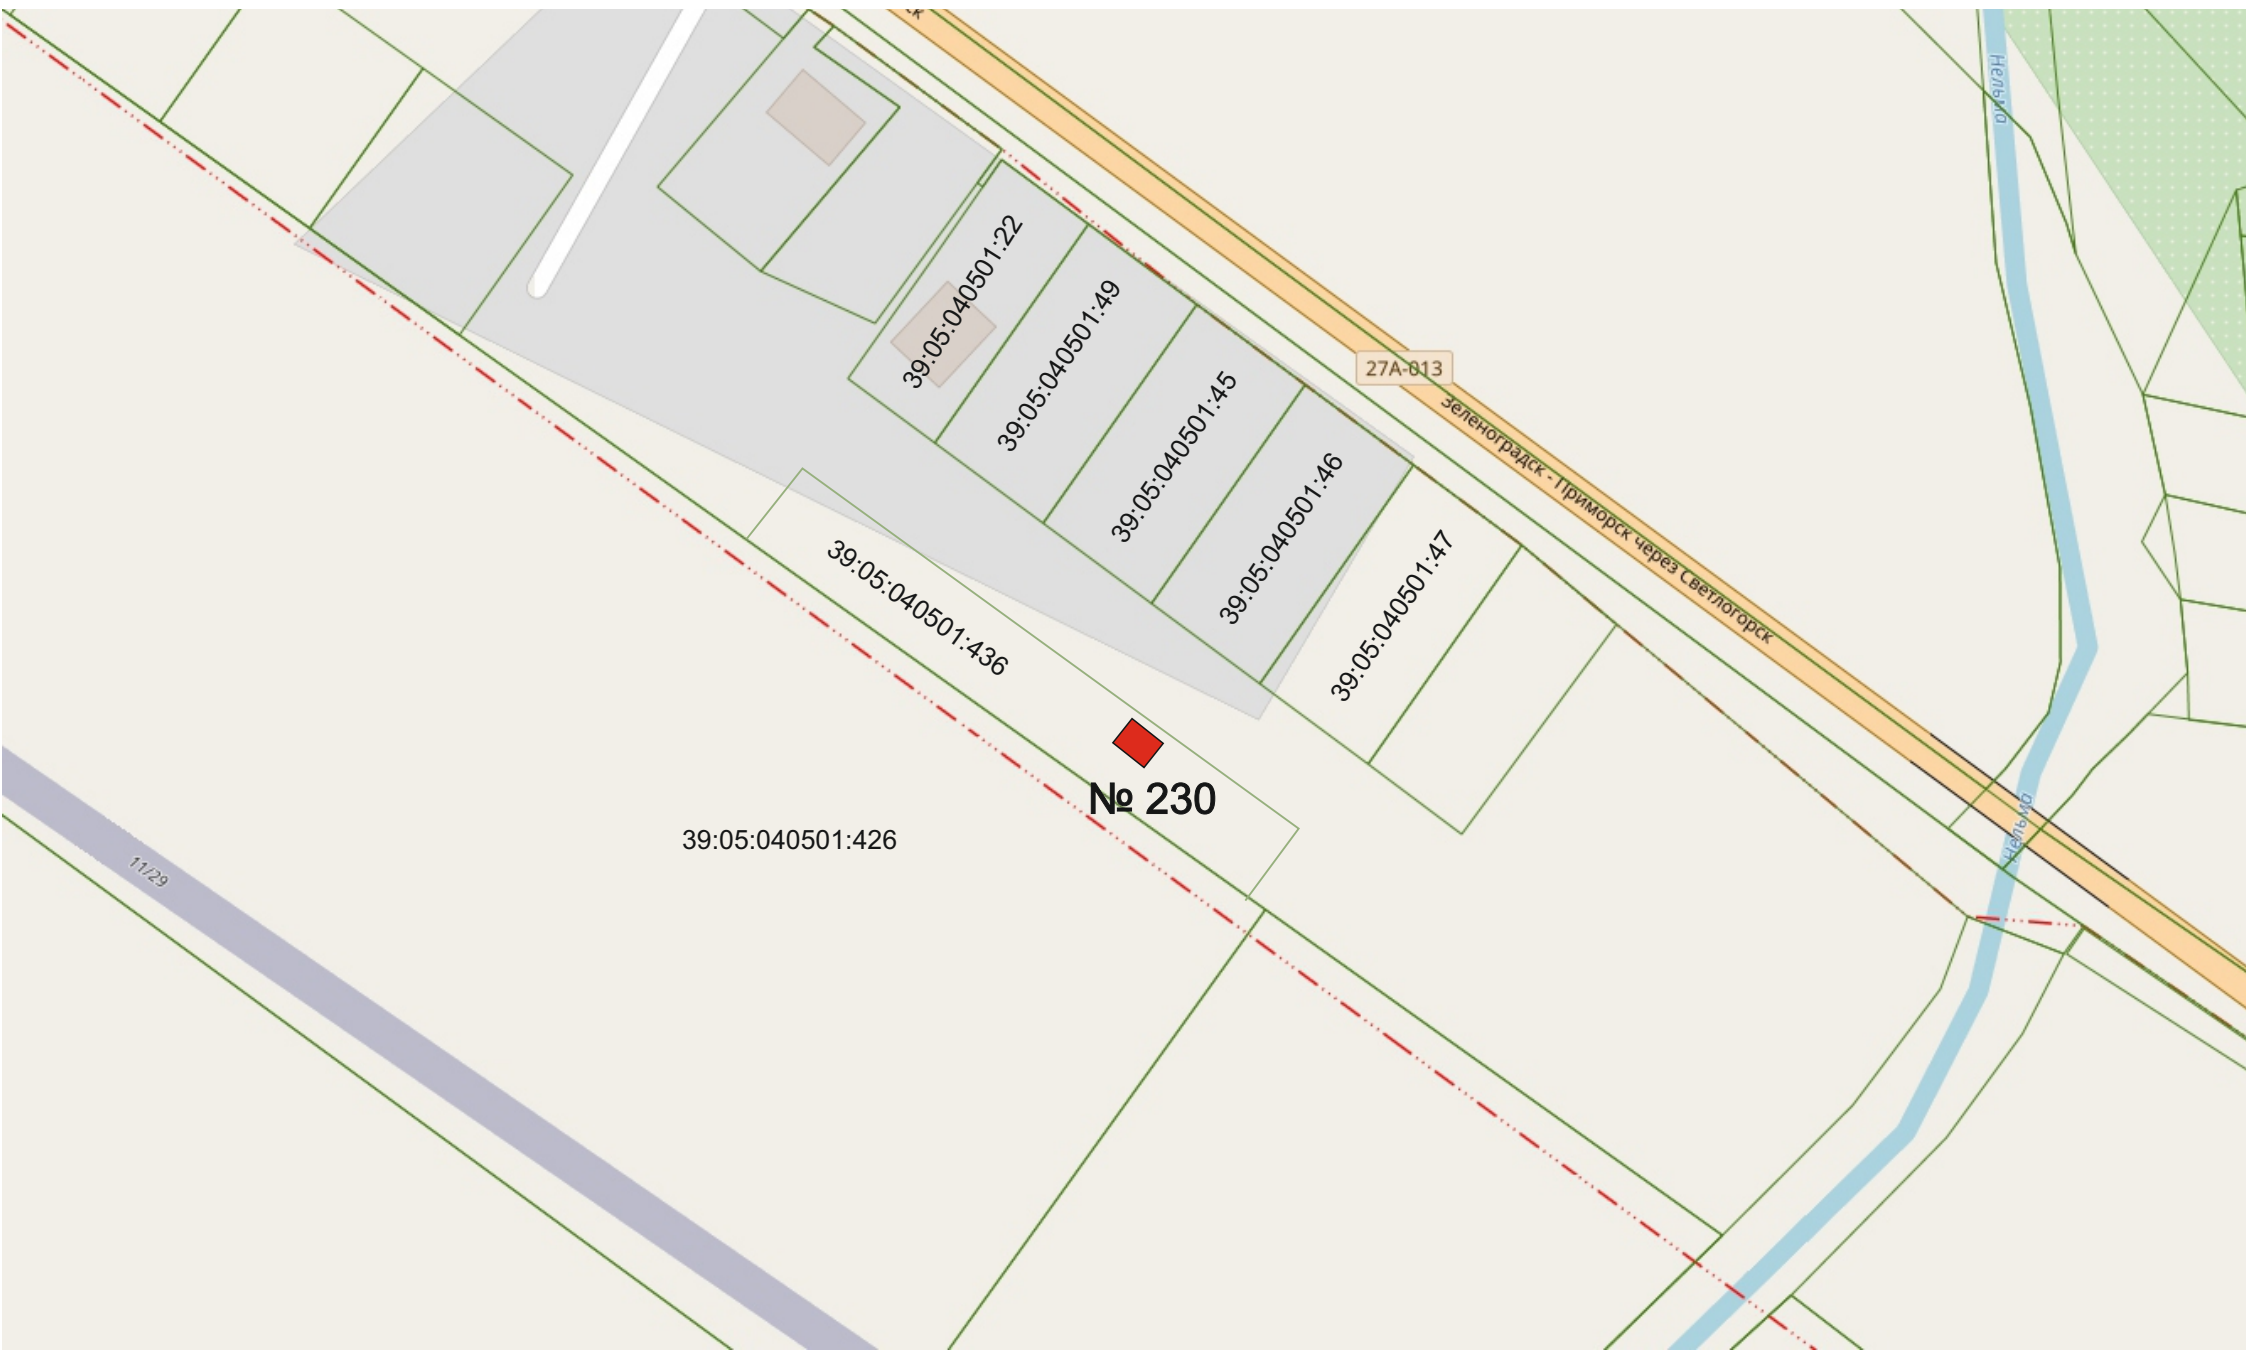 Нельма
39:05:040501:22
39:05:040501:49
27А-013
39:05:040501:45
Зеленоградск - Приморск через Светлогорск
39:05:040501:46
39:05:040501:47
39:05:040501:436
№ 230
39:05:040501:426
Нельма
11/29